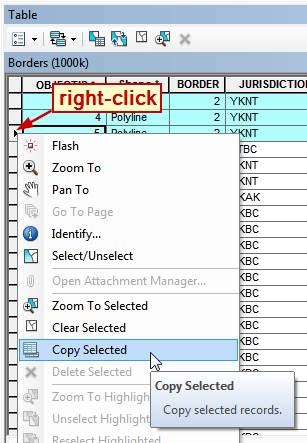 Table
Borders (1000k)
Shape * BORDER JURISDICTION
2 YKNT
4 Polyline 2 YKNT
5 Polyline 2 YKNT
right-click
Flash
Zoom To
Pan To
Go To Page
Identify...
Select/Unselect
Open Attachment Manager...
Zoom To Selected
Clear Selected
Copy Selected
Delete Selected
Zoom To Highlight
Unselect Highligh
Reselect Highligh
TBC
KNT
KNT
KAK
KBC
KBC
KBC
KBC
KBC
KBC
KBC
KBC
Copy Selected
Copy selected records.